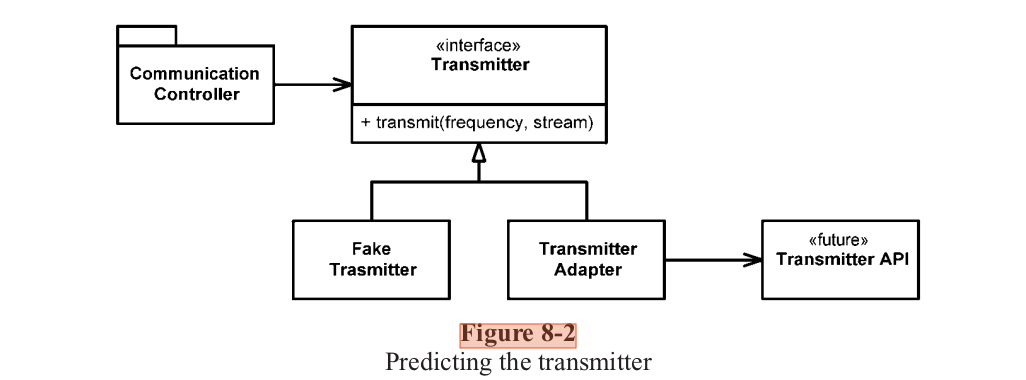 Communication
Controller
«interface»
Transmitter
+ transmit(frequency, stream)
Fake
Trasmitter
Transmitter
Adapter
«future»
Transmitter API
Figure 8-2
Predicting the transmitter